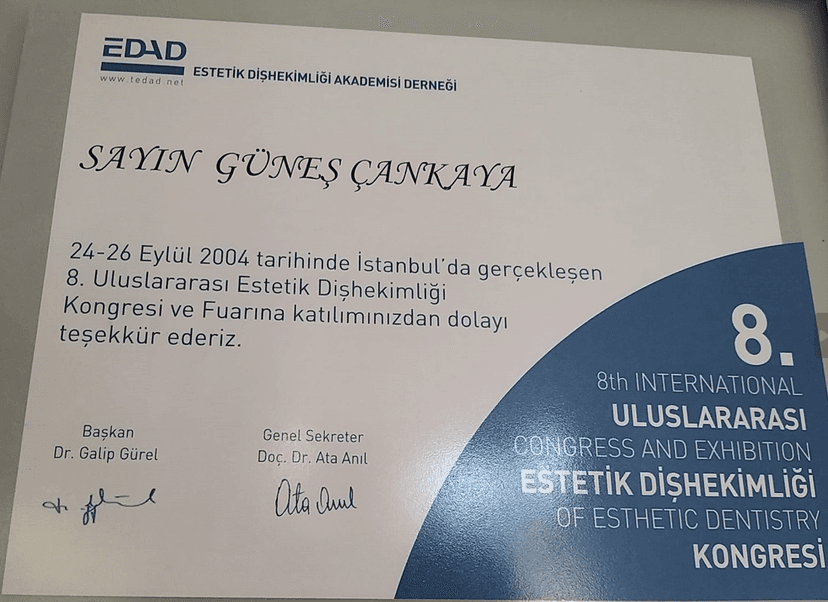 EDAD
www.tedad.net
ESTETİK DİŞHEKİMLİĞİ AKADEMİSİ DERNEĞİ
SAYIN GÜNEŞ ÇANKAYA
24-26 Eylül 2004 tarihinde İstanbul'da gerçekleşen
8. Uluslararası Estetik Dişhekimliği
Kongresi ve Fuarına katılımınızdan dolayı
teşekkür ederiz.
Başkan
Dr. Galip Gürel
Genel Sekreter
Doç. Dr. Ata Anıl
Ata Anıl
8.
8th INTERNATIONAL
ULUSLARARASI
CONGRESS AND EXHIBITION
ESTETİK DİŞHEKİMLİĞİ
OF ESTHETIC DENTISTRY
KONGRESİ